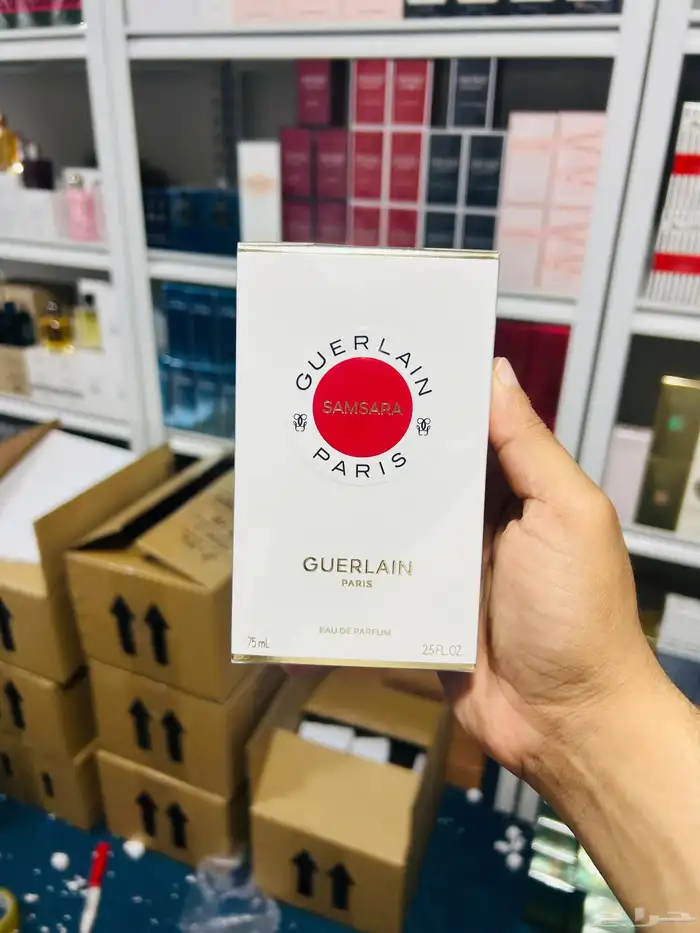 GUERLAIN
SAMSARA
PARIS
GUERLAIN
PARIS
EAU DE PARFUM
75 mL 2.5 FL.OZ.
حراج